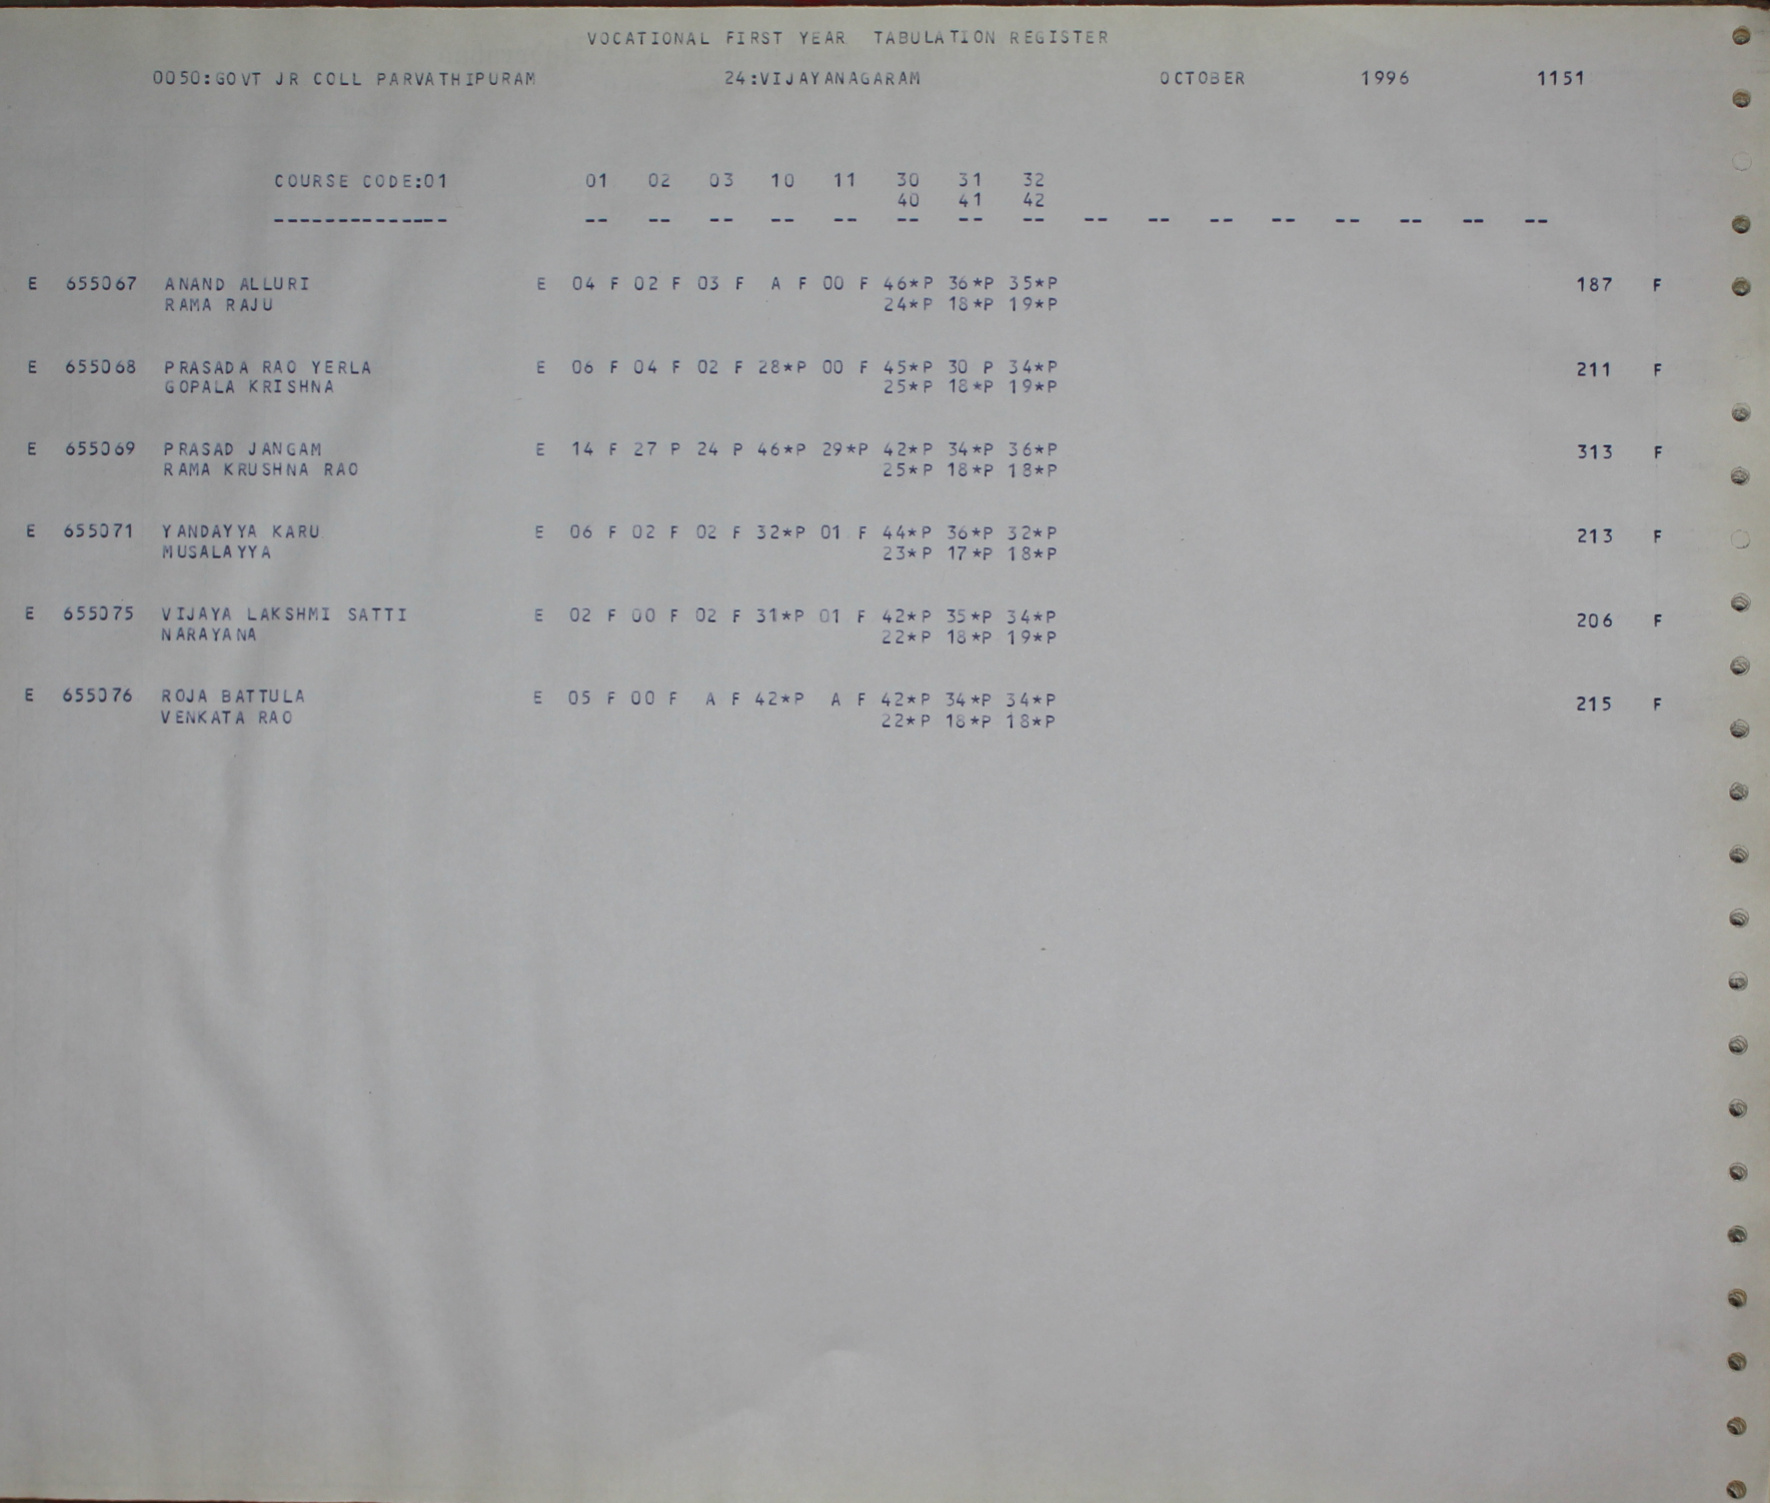 VOCATIONAL FIRST YEAR TABULATION REGISTER
0050:GOVT JR COLL PARVATHIPURAM 24:VIJAYANAGARAM OCTOBER 1996 1151
COURSE CODE:01 01 02 03 10 11 30 31 32
40 41 42
-------------- -- -- -- -- -- -- -- -- -- -- -- -- -- -- -- --
E 655067 ANAND ALLURI E 04 F 02 F 03 F A F 00 F 46*P 36*P 35*P 187 F
RAMA RAJU 24*P 18*P 19*P
E 655068 PRASADA RAO YERLA E 06 F 04 F 02 F 28*P 00 F 45*P 30 P 34*P 211 F
GOPALA KRISHNA 25*P 18*P 19*P
E 655069 PRASAD JANGAM E 14 F 27 P 24 P 46*P 29*P 42*P 34*P 36*P 313 F
RAMA KRUSHNA RAO 25*P 18*P 18*P
E 655071 YANDAYYA KARU E 06 F 02 F 02 F 32*P 01 F 44*P 36*P 32*P 213 F
MUSALAYYA 23*P 17*P 18*P
E 655075 VIJAYA LAKSHMI SATTI E 02 F 00 F 02 F 31*P 01 F 42*P 35*P 34*P 206 F
NARAYANA 22*P 18*P 19*P
E 655076 ROJA BATTULA E 05 F 00 F A F 42*P A F 42*P 34*P 34*P 215 F
VENKATA RAO 22*P 18*P 18*P